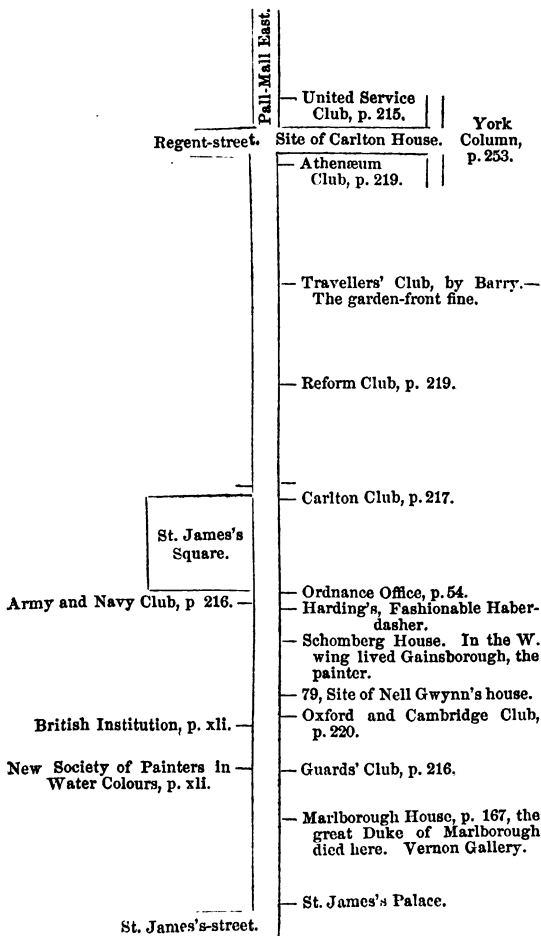 Pall-Mall East.
United Service
Club, p. 215.
York
Column,
p. 253.
Regent-street.
Site of Carlton House.
Athenæum
Club, p. 219.
Travellers' Club, by Barry.—
The garden-front fine.
Reform Club, p. 219.
Carlton Club, p. 217.
St. James's
Square.
Ordnance Office, p. 54.
Army and Navy Club, p 216.
Harding's, Fashionable Haber-
dasher.
Schomberg House. In the W.
wing lived Gainsborough, the
painter.
79, Site of Nell Gwynn's house.
Oxford and Cambridge Club,
p. 220.
British Institution, p. xli.
New Society of Painters in
Water Colours, p. xli.
Guards' Club, p. 216.
Marlborough House, p. 167, the
great Duke of Marlborough
died here. Vernon Gallery.
St. James's Palace.
St. James's-street.